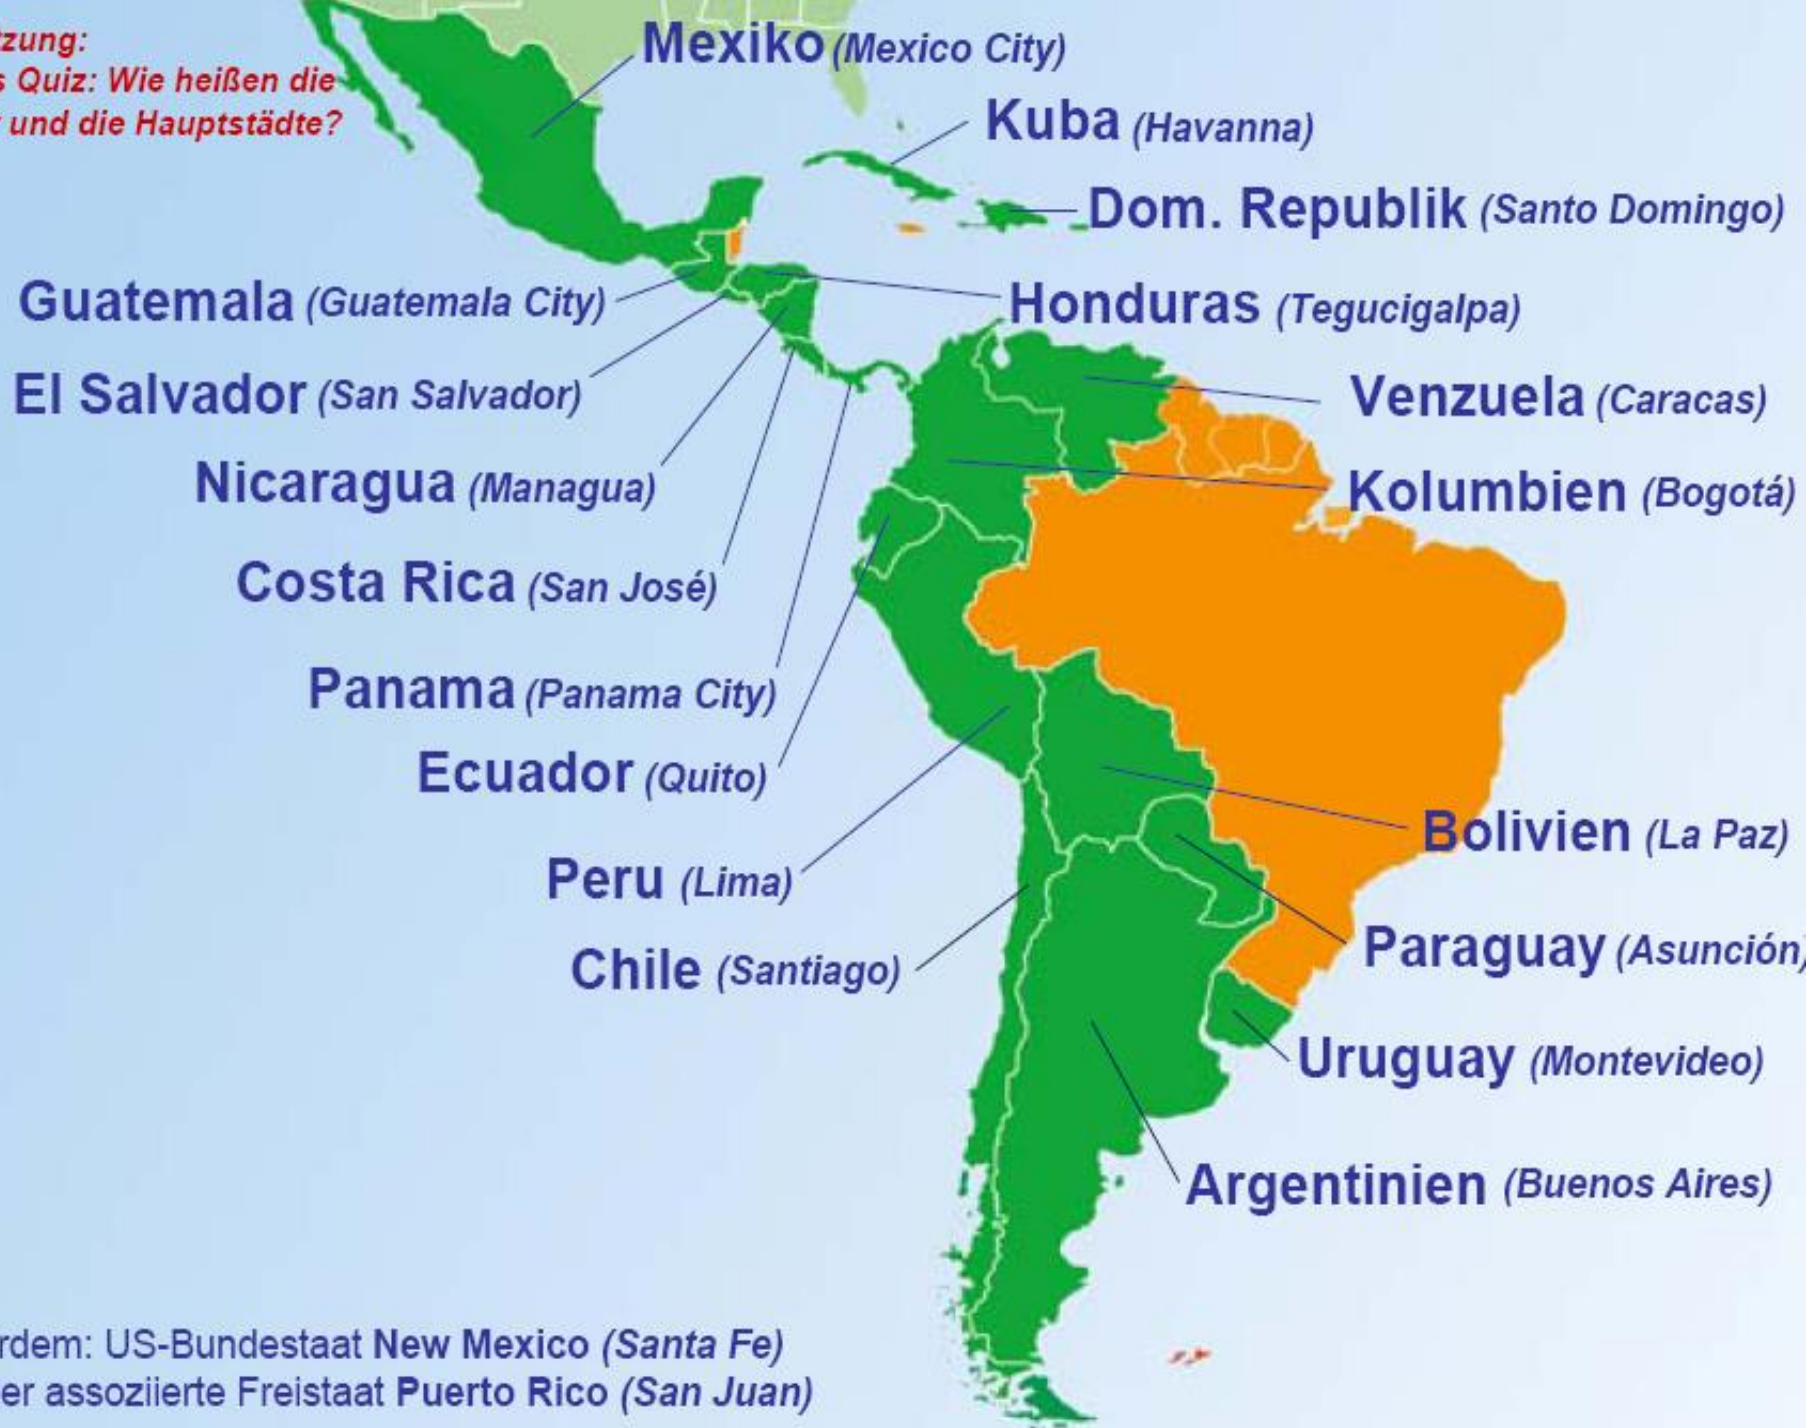 tzung:
s Quiz: Wie heißen die
und die Hauptstädte?
Mexiko (Mexico City)
Kuba (Havanna)
Dom. Republik (Santo Domingo)
Guatemala (Guatemala City)
Honduras (Tegucigalpa)
El Salvador (San Salvador)
Venzuela (Caracas)
Nicaragua (Managua)
Kolumbien (Bogotá)
Costa Rica (San José)
Panama (Panama City)
Ecuador (Quito)
Bolivien (La Paz)
Peru (Lima)
Paraguay (Asunción)
Chile (Santiago)
Uruguay (Montevideo)
Argentinien (Buenos Aires)
rdem: US-Bundestaat New Mexico (Santa Fe)
er assoziierte Freistaat Puerto Rico (San Juan)